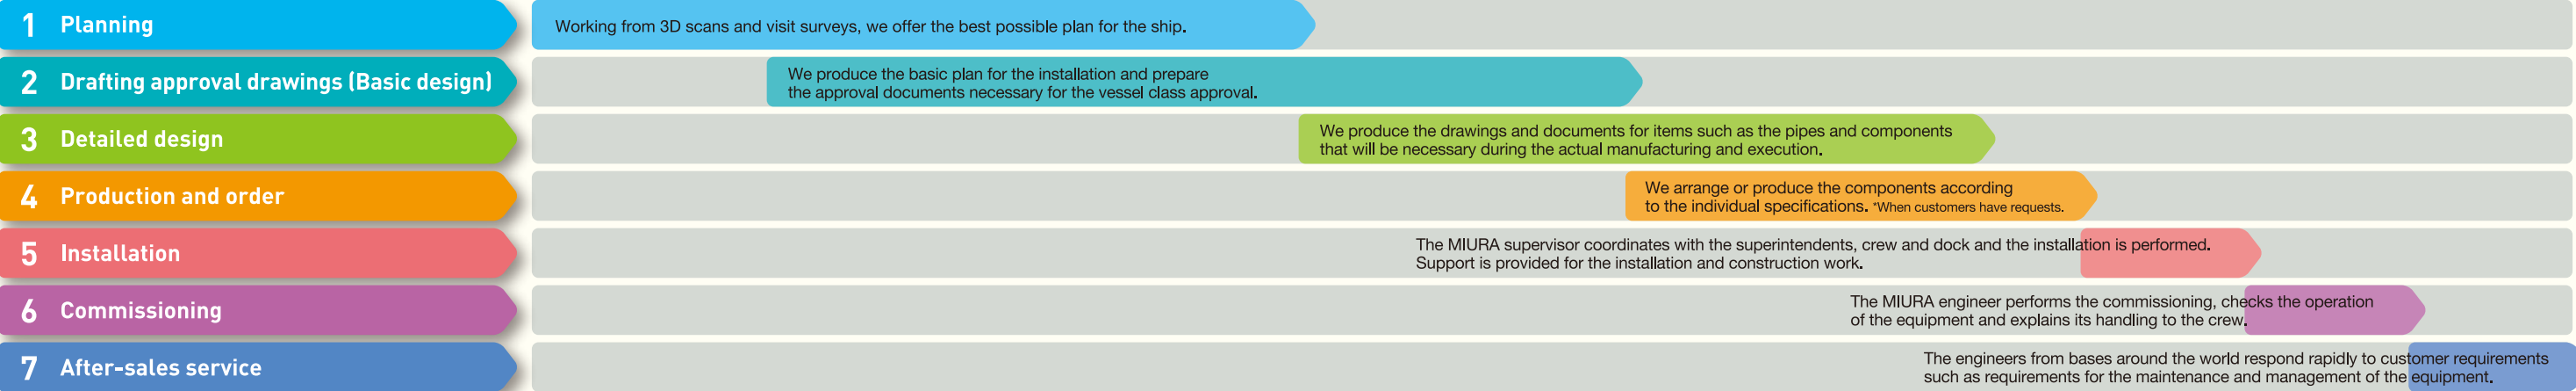 1 Planning
Working from 3D scans and visit surveys, we offer the best possible plan for the ship.
2 Drafting approval drawings (Basic design)
We produce the basic plan for the installation and prepare
the approval documents necessary for the vessel class approval.
3 Detailed design
We produce the drawings and documents for items such as the pipes and components
that will be necessary during the actual manufacturing and execution.
4 Production and order
We arrange or produce the components according
to the individual specifications. *When customers have requests.
5 Installation
The MIURA supervisor coordinates with the superintendents, crew and dock and the installation is performed.
Support is provided for the installation and construction work.
6 Commissioning
The MIURA engineer performs the commissioning, checks the operation
of the equipment and explains its handling to the crew.
7 After-sales service
The engineers from bases around the world respond rapidly to customer requirements
such as requirements for the maintenance and management of the equipment.